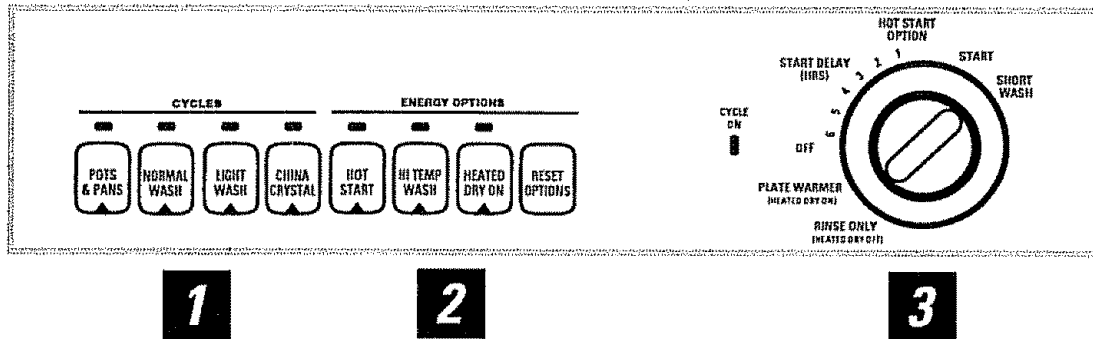 CYCLES
ENERGY OPTIONS
POTS
& PANS
NORMAL
WASH
LIGHT
WASH
CHINA
CRYSTAL
HOT
START
HI TEMP
WASH
HEATED
DRY ON
RESET
OPTIONS
CYCLE
ON
HOT START
OPTION
START
SHORT
WASH
START DELAY
(HRS)
1
2
3
4
5
6
OFF
PLATE WARMER
(HEATED DRY ON)
RINSE ONLY
(HEATED DRY OFF)
1
2
3